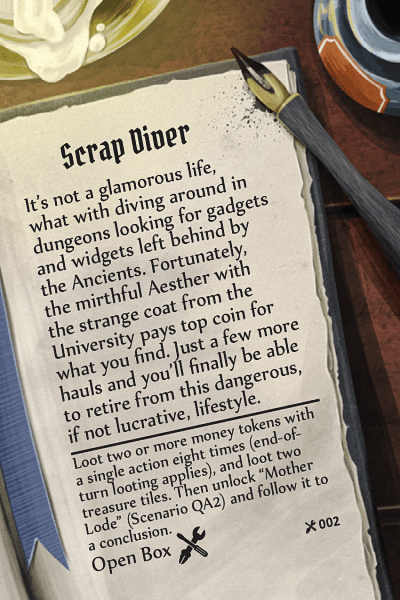 Scrap Diver
It's not a glamorous life,
what with diving around in
dungeons looking for gadgets
and widgets left behind by
the Ancients. Fortunately,
the mirthful Aesther with
the strange coat from the
University pays top coin for
what you find. Just a few more
hauls and you'll finally be able
to retire from this dangerous,
if not lucrative, lifestyle.
Loot two or more money tokens with
a single action eight times (end-of-
turn looting applies), and loot two
treasure tiles. Then unlock "Mother
Lode" (Scenario QA2) and follow it to
a conclusion.
Open Box
002